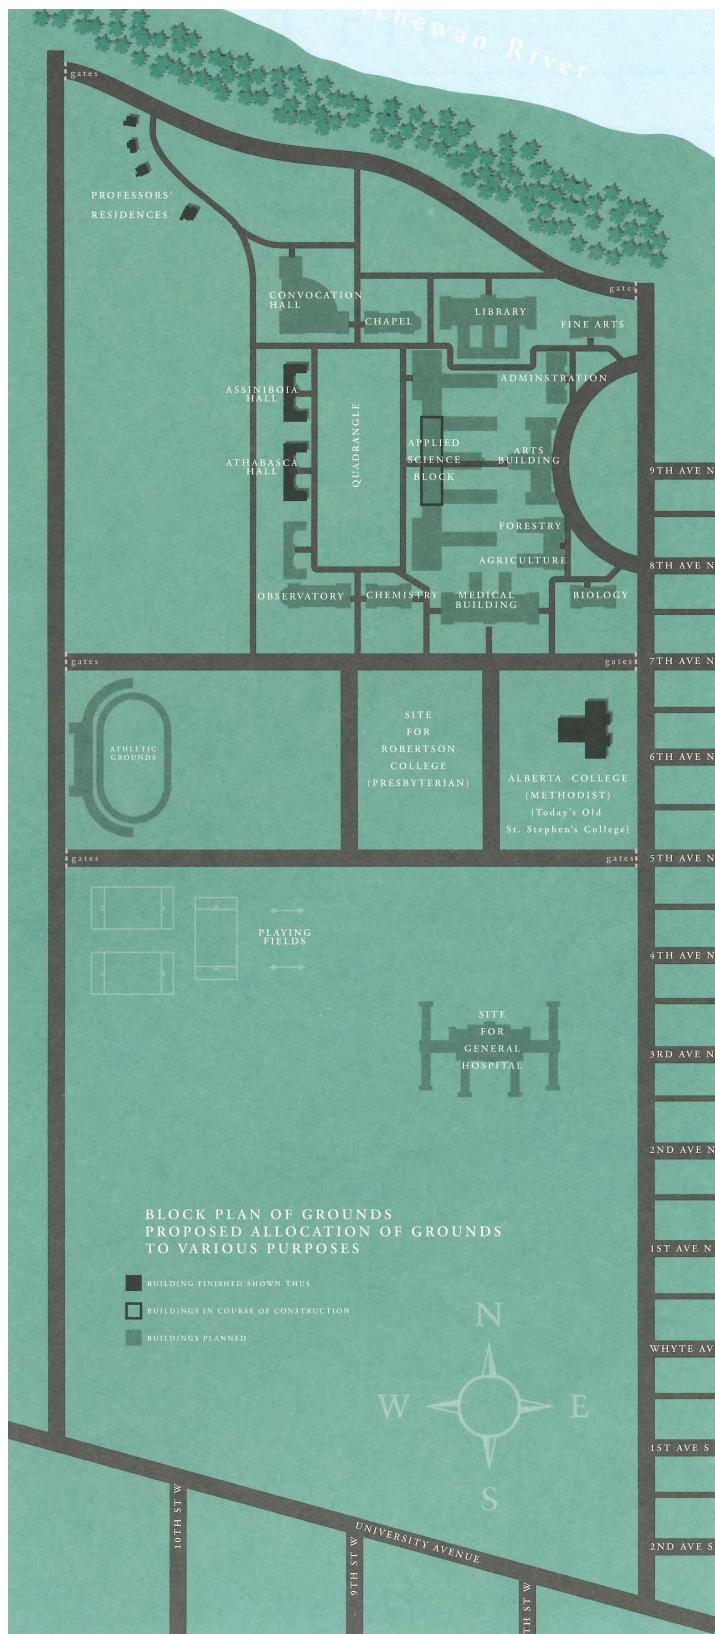 River
gates
PROFESSORS'
RESIDENCES
gates
CONVOCATION
HALL
CHAPEL
LIBRARY
FINE ARTS
ADMINSTRATION
ASSINIBOIA
HALL
QUADRANGLE
APPLIED
SCIENCE
BLOCK
ARTS
BUILDING
ATHABASCA
HALL
9TH AVE N
FORESTRY
AGRICULTURE
8TH AVE N
OBSERVATORY
CHEMISTRY
MEDICAL
BUILDING
BIOLOGY
gates
gates
7TH AVE N
SITE
FOR
ROBERTSON
COLLEGE
(PRESBYTERIAN)
ATHLETIC
GROUNDS
6TH AVE N
ALBERTA COLLEGE
(METHODIST)
(Today's Old
St. Stephen's College)
gates
gates
5TH AVE N
PLAYING
FIELDS
4TH AVE N
SITE
FOR
GENERAL
HOSPITAL
3RD AVE N
2ND AVE N
BLOCK PLAN OF GROUNDS
PROPOSED ALLOCATION OF GROUNDS
TO VARIOUS PURPOSES
1ST AVE N
BUILDING FINISHED SHOWN THUS
BUILDINGS IN COURSE OF CONSTRUCTION
BUILDINGS PLANNED
N
W
E
S
WHYTE AV
1ST AVE S
10TH ST W
9TH ST W
UNIVERSITY AVENUE
2ND AVE S
TH ST W